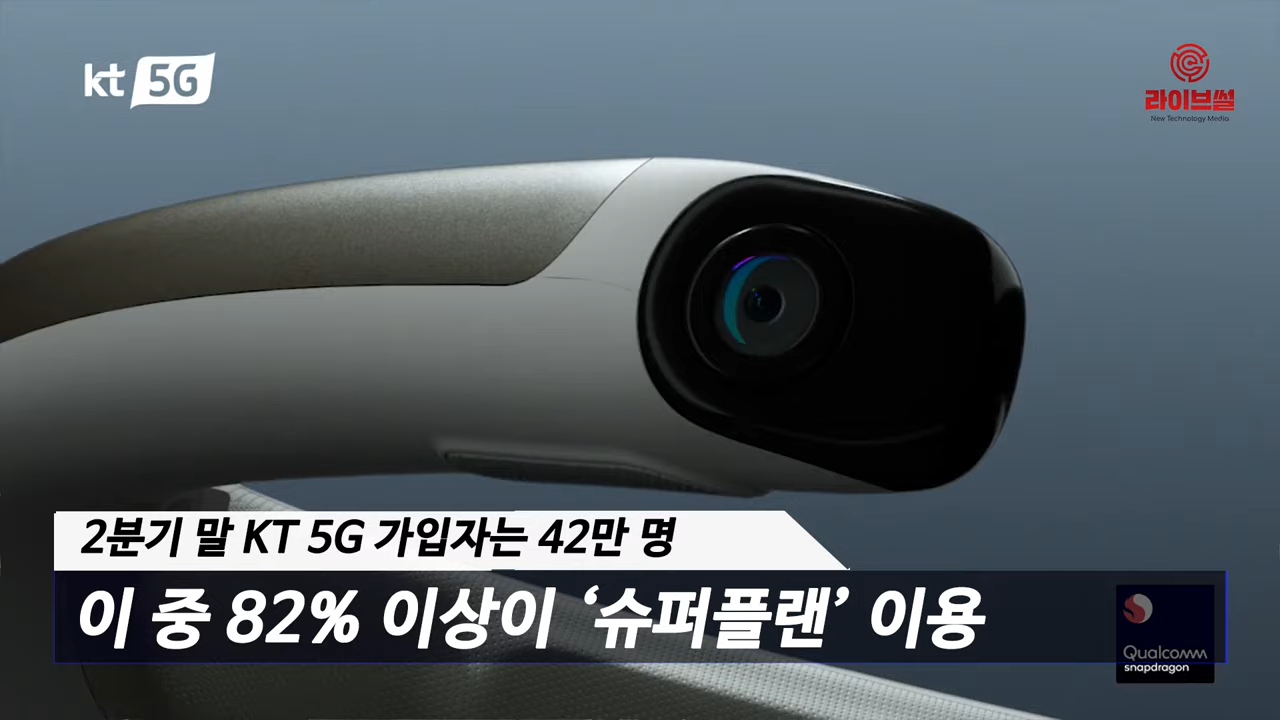 kt 5G
라이브썰
New Technology Media
2분기 말 KT 5G 가입자는 42만 명
이 중 82% 이상이 ‘슈퍼플랜’ 이용
Qualcomm
snapdragon